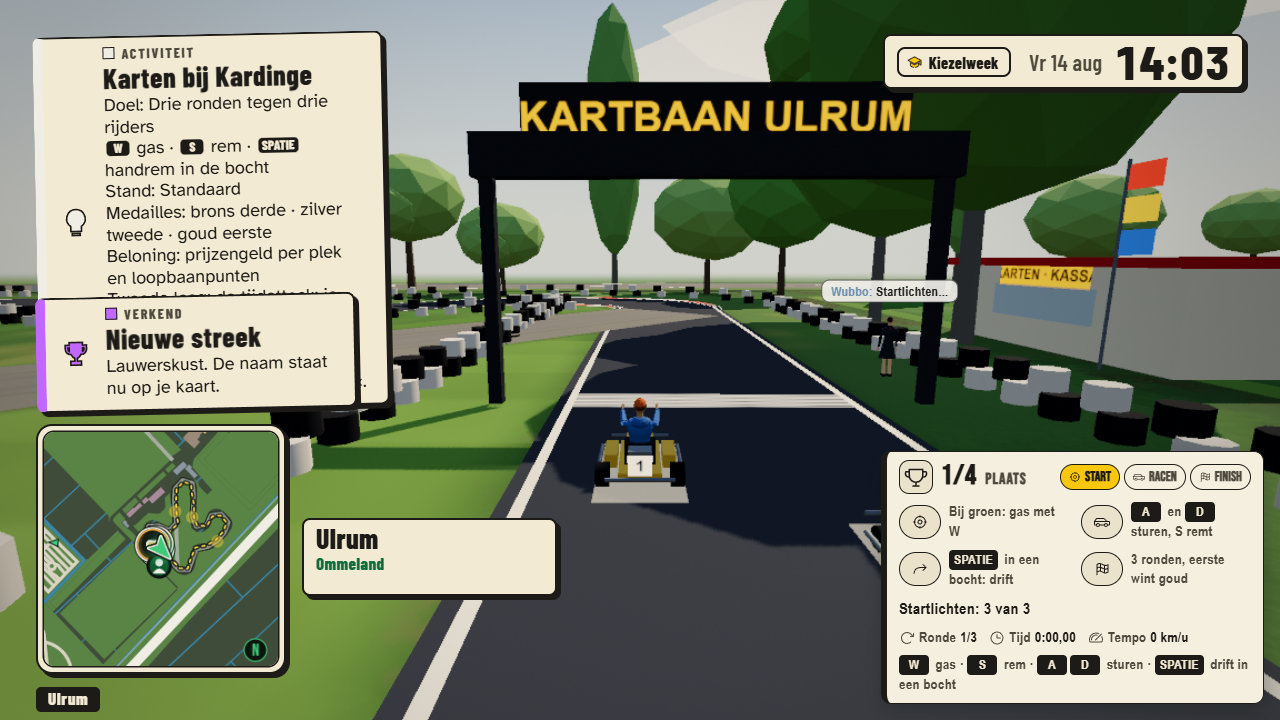 ACTIVITEIT
Karten bij Kardinge
Doel: Drie ronden tegen drie
rijders
W gas · S rem · SPATIE
handrem in de bocht
Stand: Standaard
Medailles: brons derde · zilver
tweede · goud eerste
Beloning: prijzengeld per plek
en loopbaanpunten
VERKEND
Nieuwe streek
Lauwerskust. De naam staat
nu op je kaart.
KARTBAAN ULRUM
Kiezelweek
Vr 14 aug
14:03
KARTEN · KASSA
Wubbo: Startlichten...
1
N
Ulrum
Ulrum
Ommeland
1/4 PLAATS
START
RACEN
FINISH
Bij groen: gas met
W
A en D
sturen, S remt
SPATIE in een
bocht: drift
3 ronden, eerste
wint goud
Startlichten: 3 van 3
Ronde 1/3
Tijd 0:00,00
Tempo 0 km/u
W gas · S rem · A D sturen · SPATIE drift in
een bocht